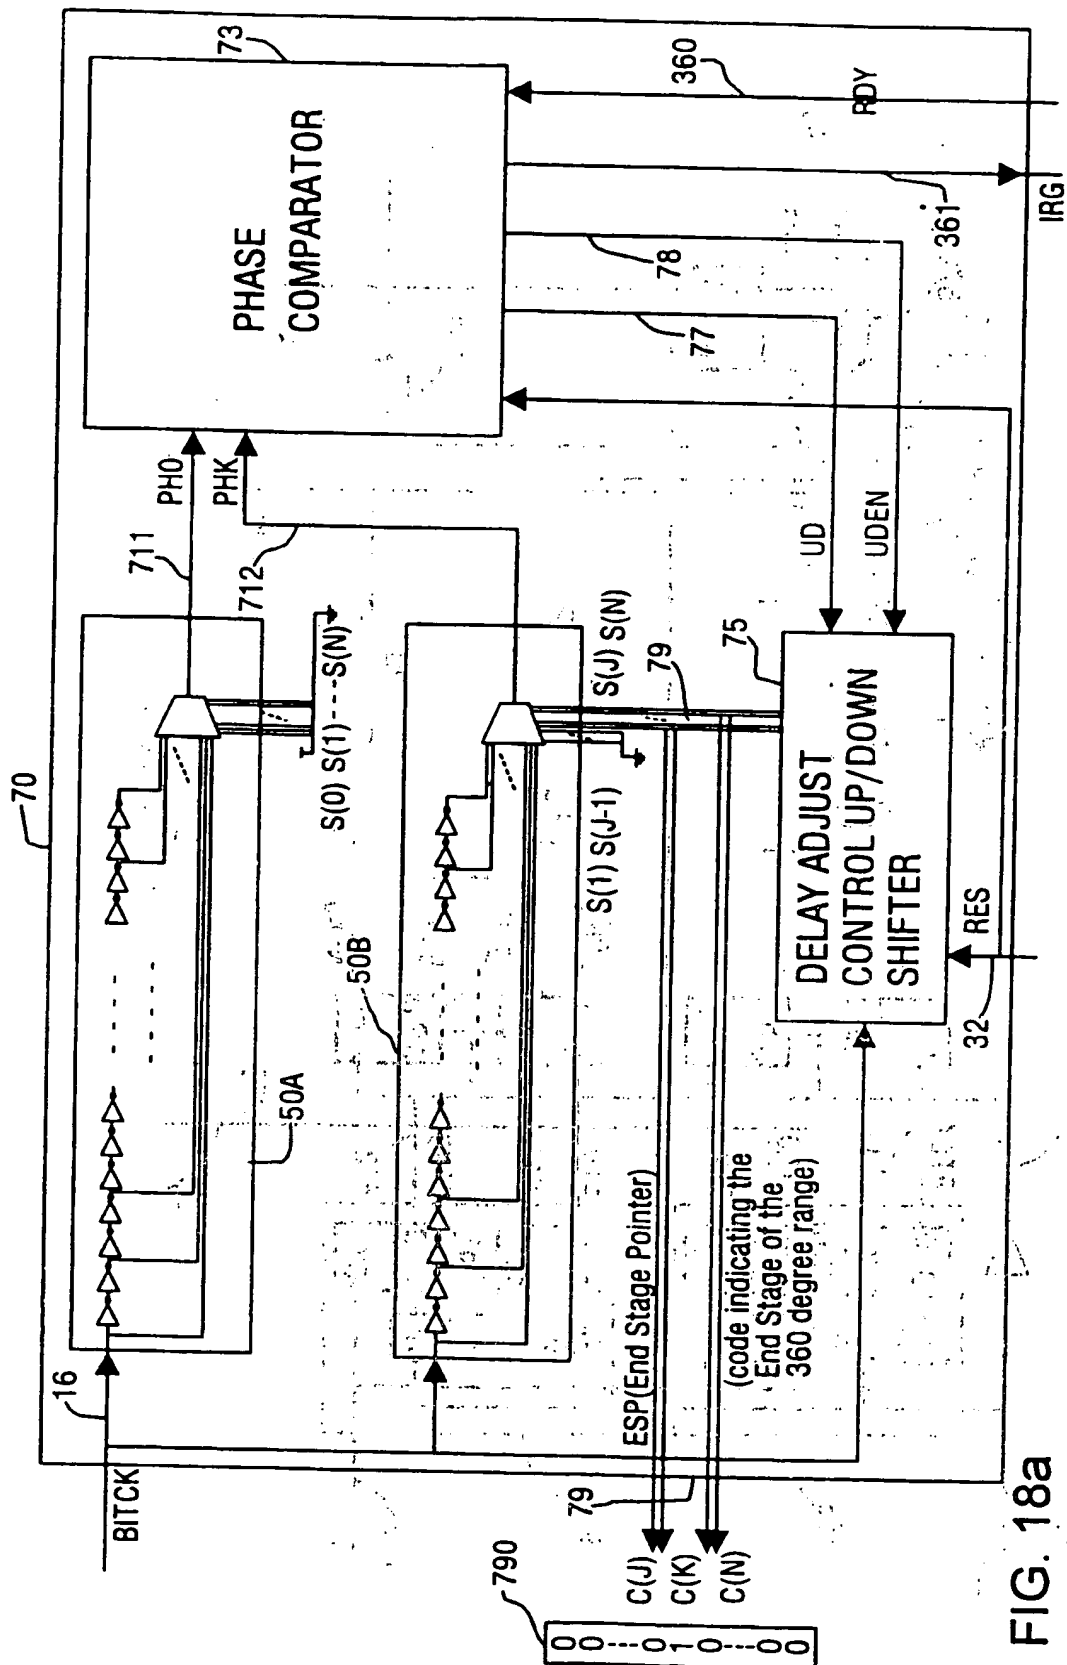 70
BITCK
16
50A
711
PHO
PHK
712
73
PHASE
COMPARATOR
S(0) S(1)----S(N)
50B
S(1) S(J-1)
S(J) S(N)
79
75
DELAY ADJUST
CONTROL UP/DOWN
SHIFTER
UD
UDEN
77
78
361
IRG
360
RDY
RES
32
ESP(End Stage Pointer)
(code indicating the
End Stage of the
360 degree range)
79
C(J)
C(K)
C(N)
790
00----010----00
FIG. 18a